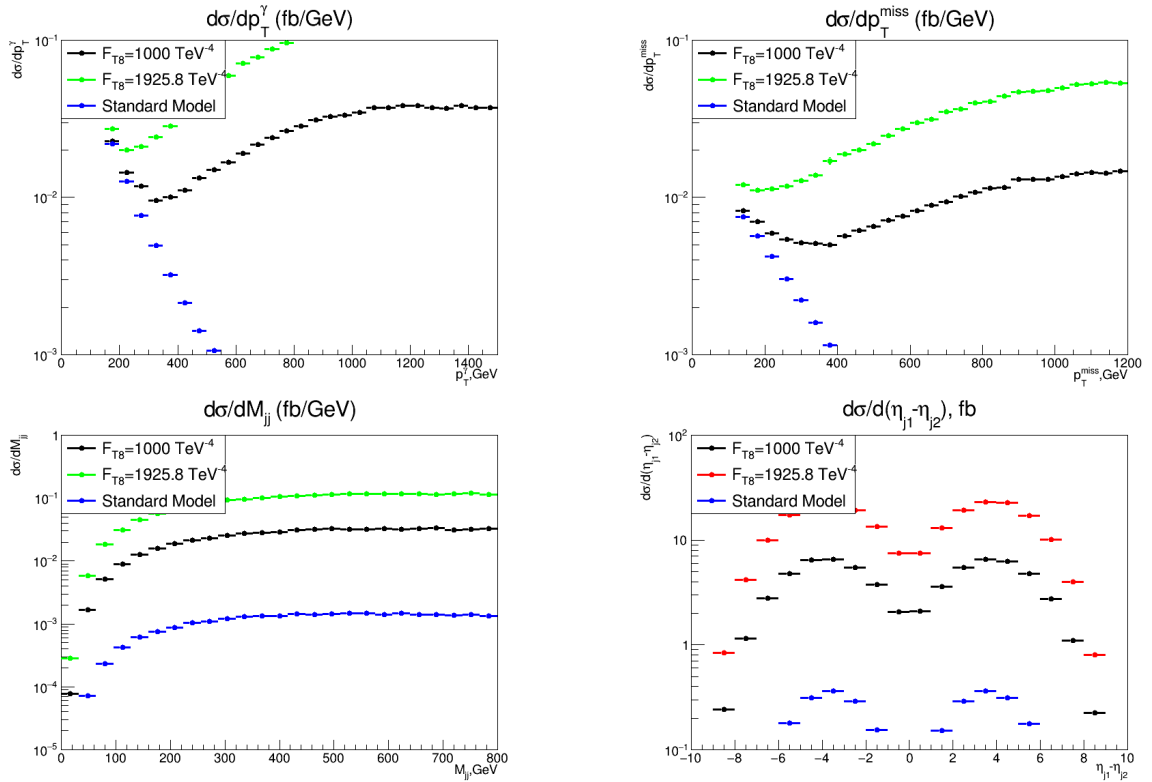 dσ/dp_T^γ (fb/GeV)
dσ/dp_T^γ
10⁻¹
10⁻²
10⁻³
F_T8=1000 TeV⁻⁴
F_T8=1925.8 TeV⁻⁴
Standard Model
0 200 400 600 800 1000 1200 1400
p_T^γ,GeV
dσ/dp_T^miss (fb/GeV)
dσ/dp_T^miss
10⁻¹
10⁻²
10⁻³
F_T8=1000 TeV⁻⁴
F_T8=1925.8 TeV⁻⁴
Standard Model
0 200 400 600 800 1000 1200
p_T^miss,GeV
dσ/dM_jj (fb/GeV)
dσ/dM_jj
1
10⁻¹
10⁻²
10⁻³
10⁻⁴
10⁻⁵
F_T8=1000 TeV⁻⁴
F_T8=1925.8 TeV⁻⁴
Standard Model
0 100 200 300 400 500 600 700 800
M_jj,GeV
dσ/d(η_j1-η_j2), fb
dσ/d(η_j1-η_j2)
10²
10
1
10⁻¹
F_T8=1000 TeV⁻⁴
F_T8=1925.8 TeV⁻⁴
Standard Model
−10 −8 −6 −4 −2 0 2 4 6 8 10
η_j1-η_j2